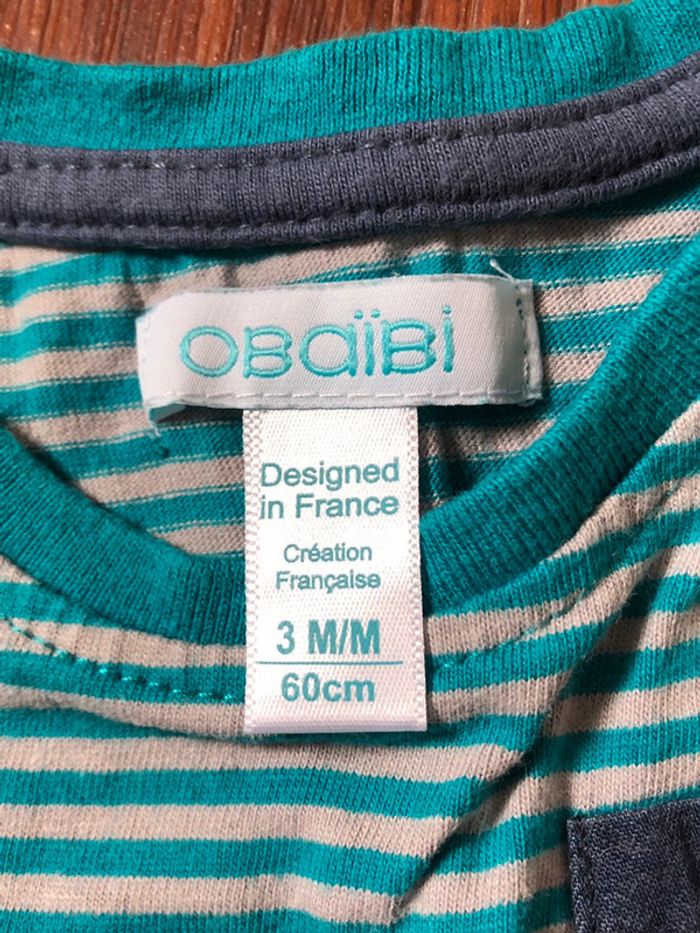 OBaïBi
Designed
in France
Création
Française
3 M/M
60cm